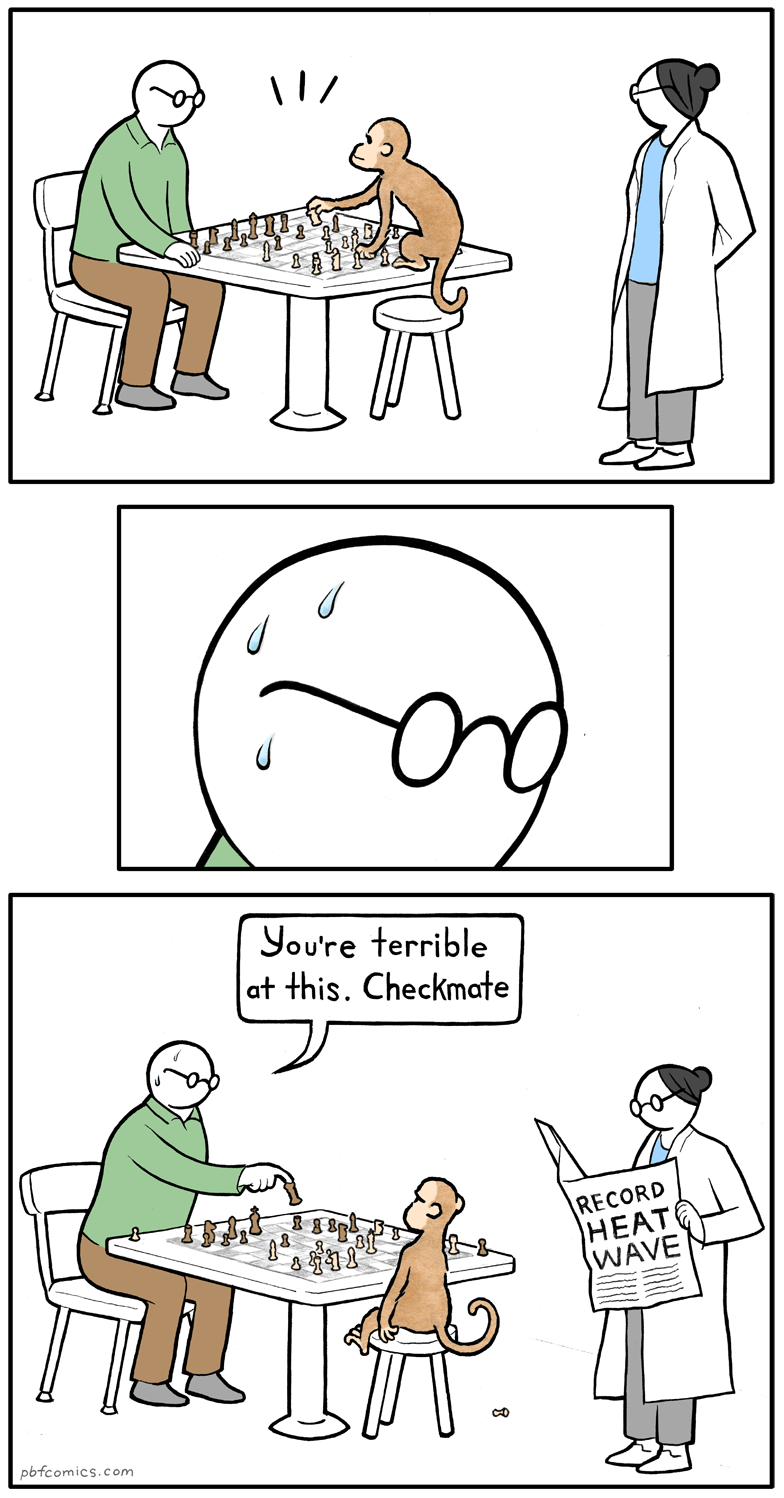 You're terrible
at this. Checkmate
RECORD
HEAT
WAVE
pbfcomics.com